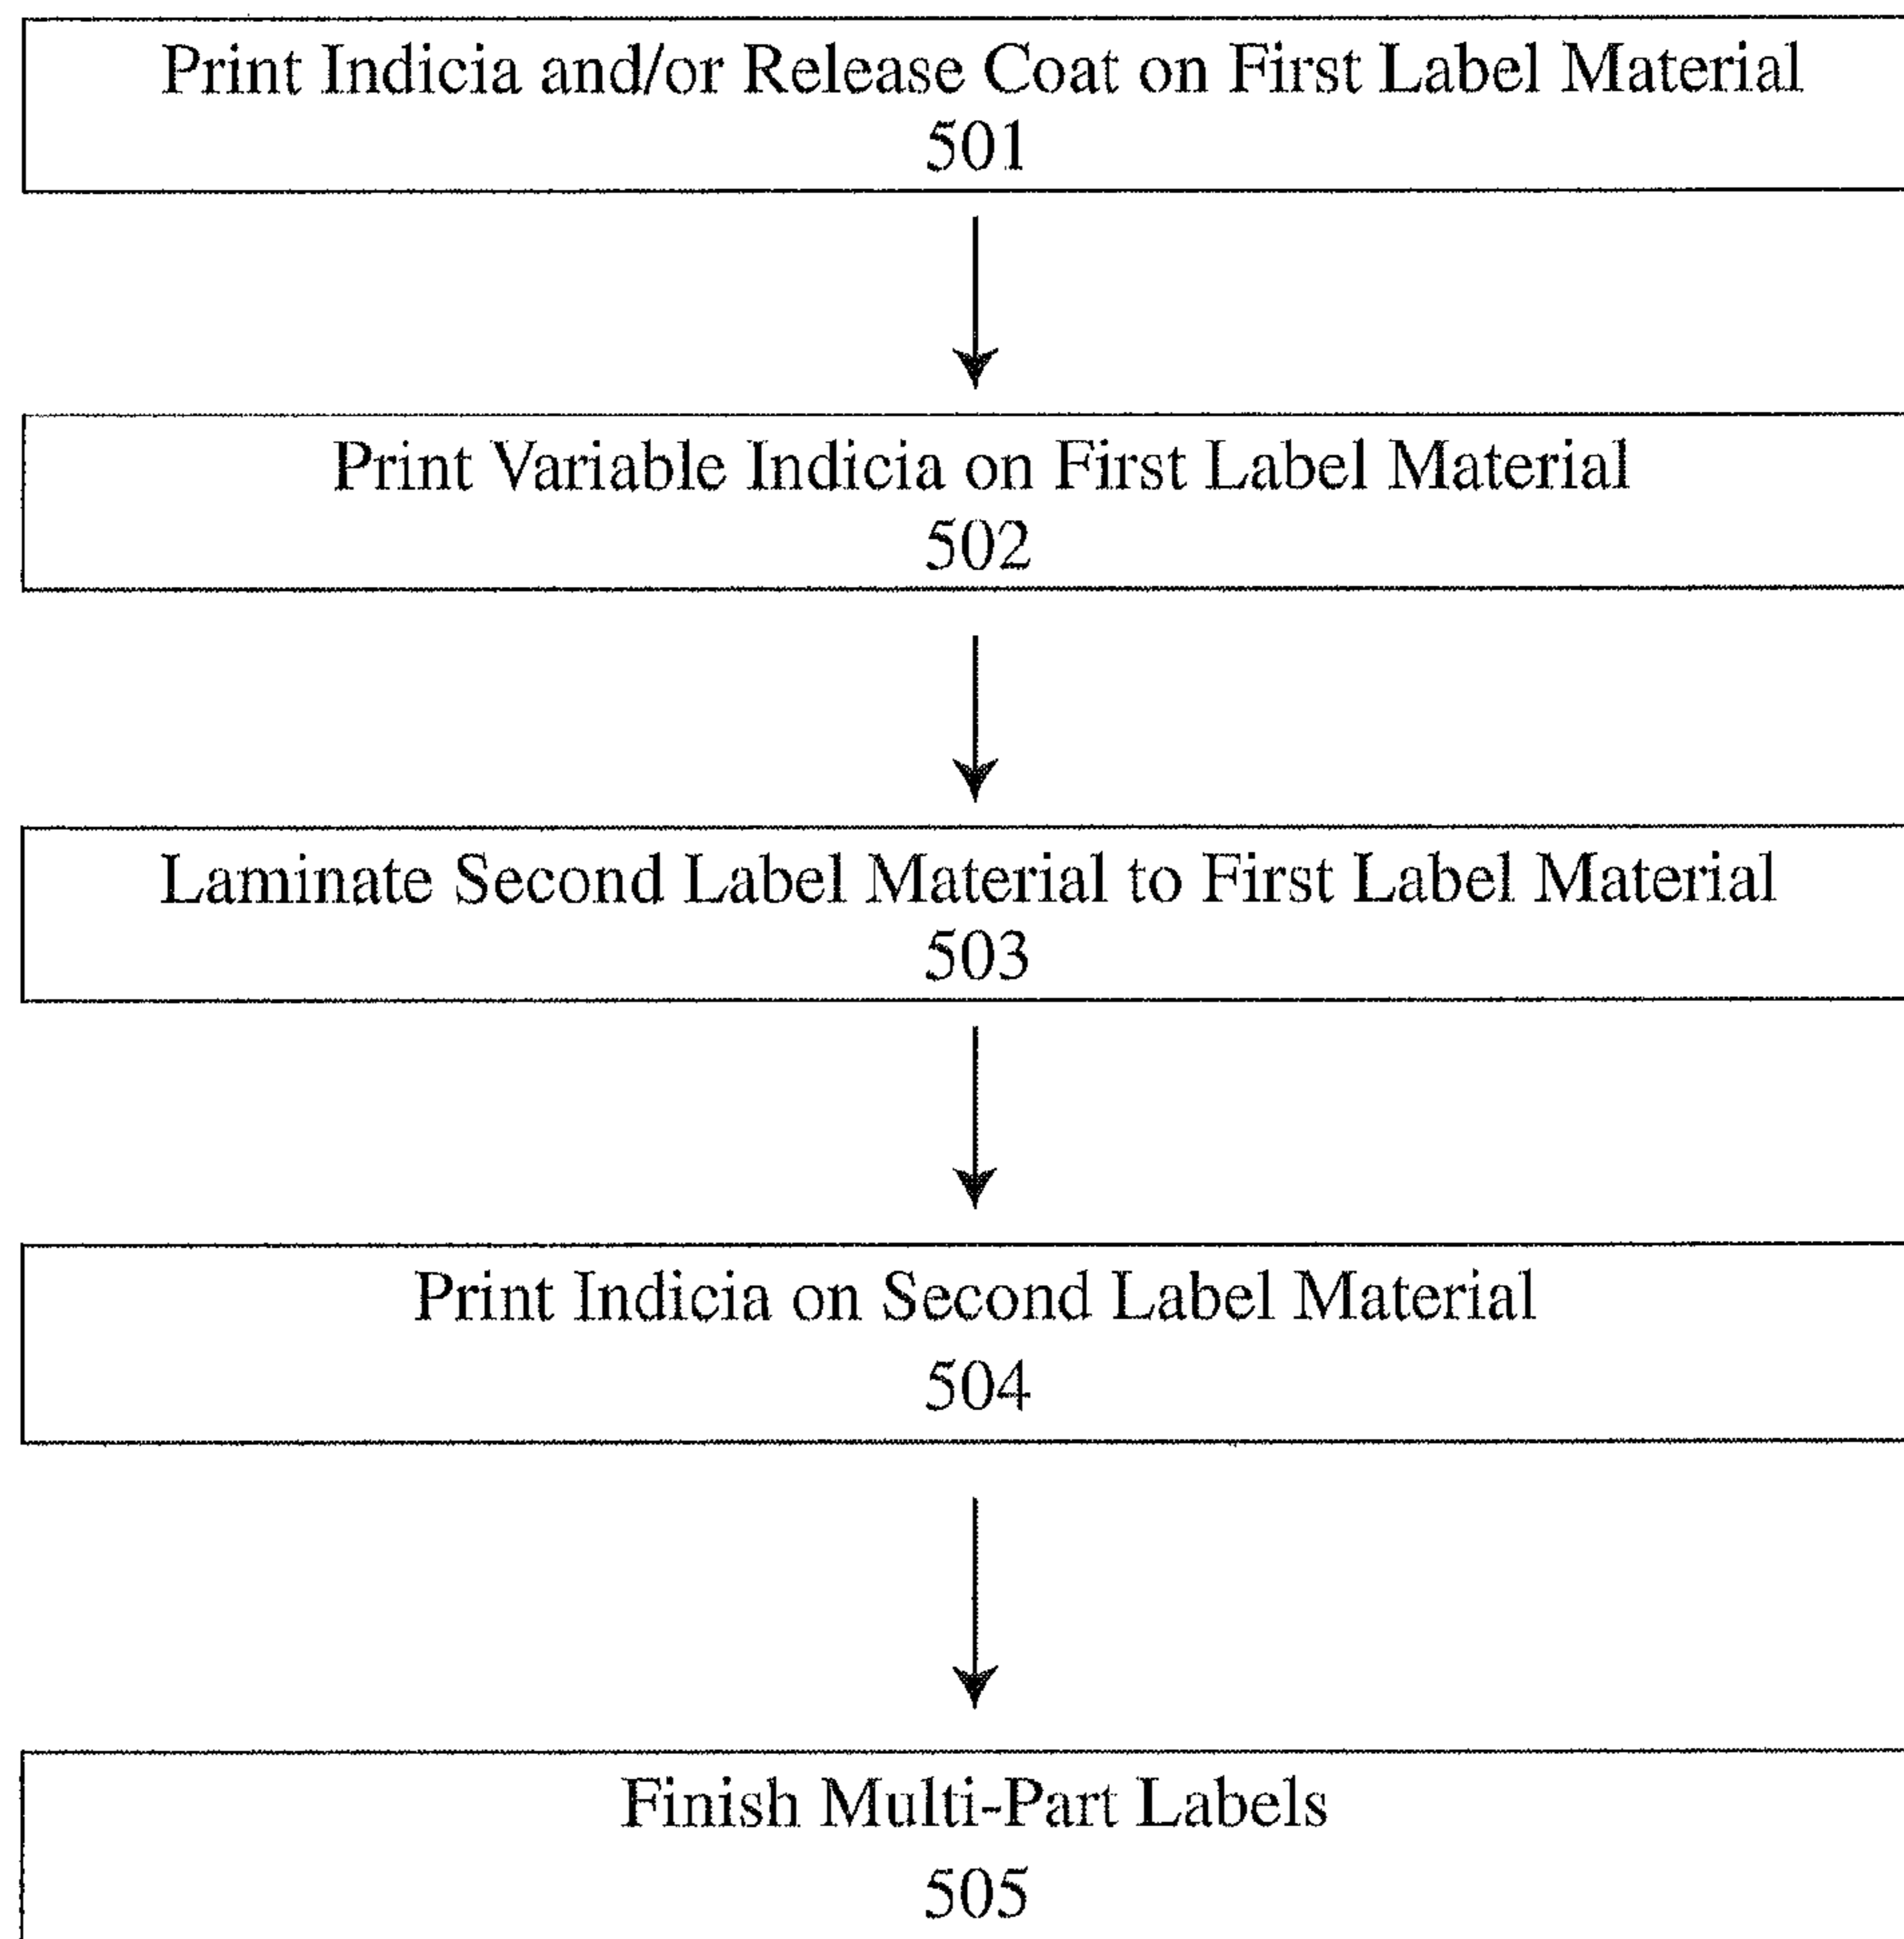 Print Indicia and/or Release Coat on First Label Material
501
Print Variable Indicia on First Label Material
502
Laminate Second Label Material to First Label Material
503
Print Indicia on Second Label Material
504
Finish Multi-Part Labels
505